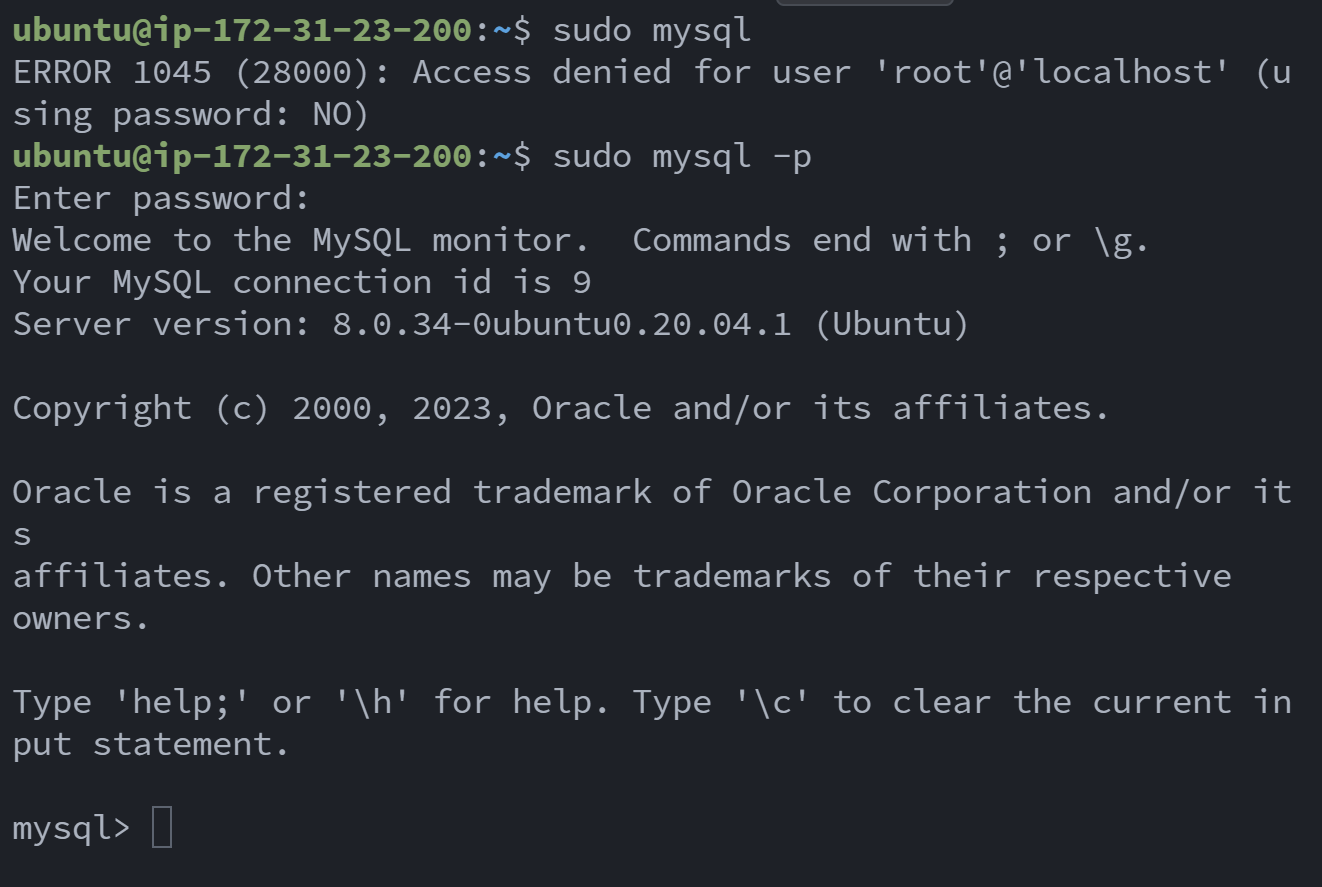 ubuntu@ip-172-31-23-200:~$ sudo mysql
ERROR 1045 (28000): Access denied for user 'root'@'localhost' (u
sing password: NO)
ubuntu@ip-172-31-23-200:~$ sudo mysql -p
Enter password:
Welcome to the MySQL monitor.  Commands end with ; or \g.
Your MySQL connection id is 9
Server version: 8.0.34-0ubuntu0.20.04.1 (Ubuntu)

Copyright (c) 2000, 2023, Oracle and/or its affiliates.

Oracle is a registered trademark of Oracle Corporation and/or it
s
affiliates. Other names may be trademarks of their respective
owners.

Type 'help;' or '\h' for help. Type '\c' to clear the current in
put statement.

mysql>